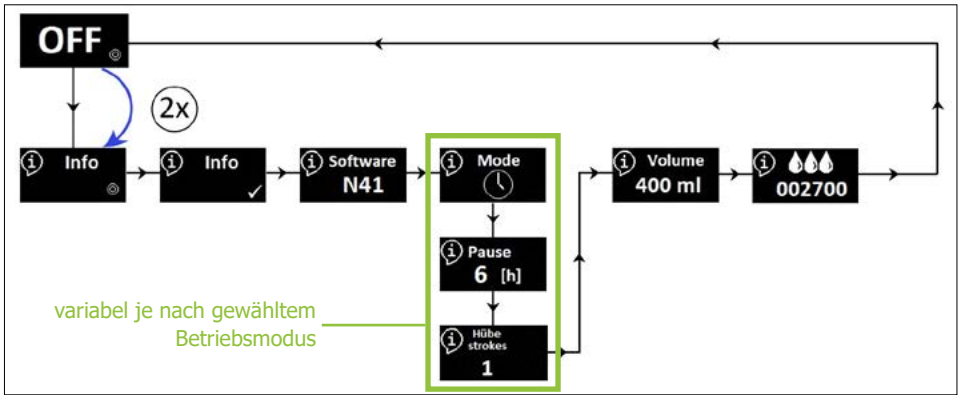 OFF
2x
Info
Info
Software
N41
Mode
Pause
6 [h]
Hübe
strokes
1
Volume
400 ml
002700
variabel je nach gewähltem
Betriebsmodus